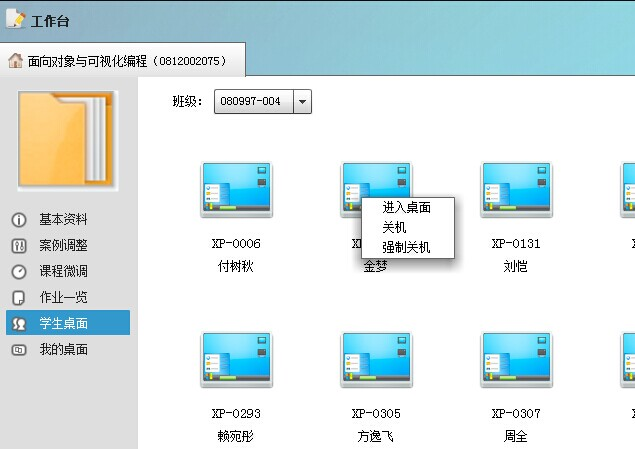 工作台
面向对象与可视化编程（0812002075）
班级： 080997-004
基本资料
案例调整
课程微调
作业一览
学生桌面
我的桌面
进入桌面
关机
强制关机
XP-0006
XP-0131
付树秋
金梦
刘恺
XP-0293
XP-0305
XP-0307
赖宛彤
方逸飞
周全